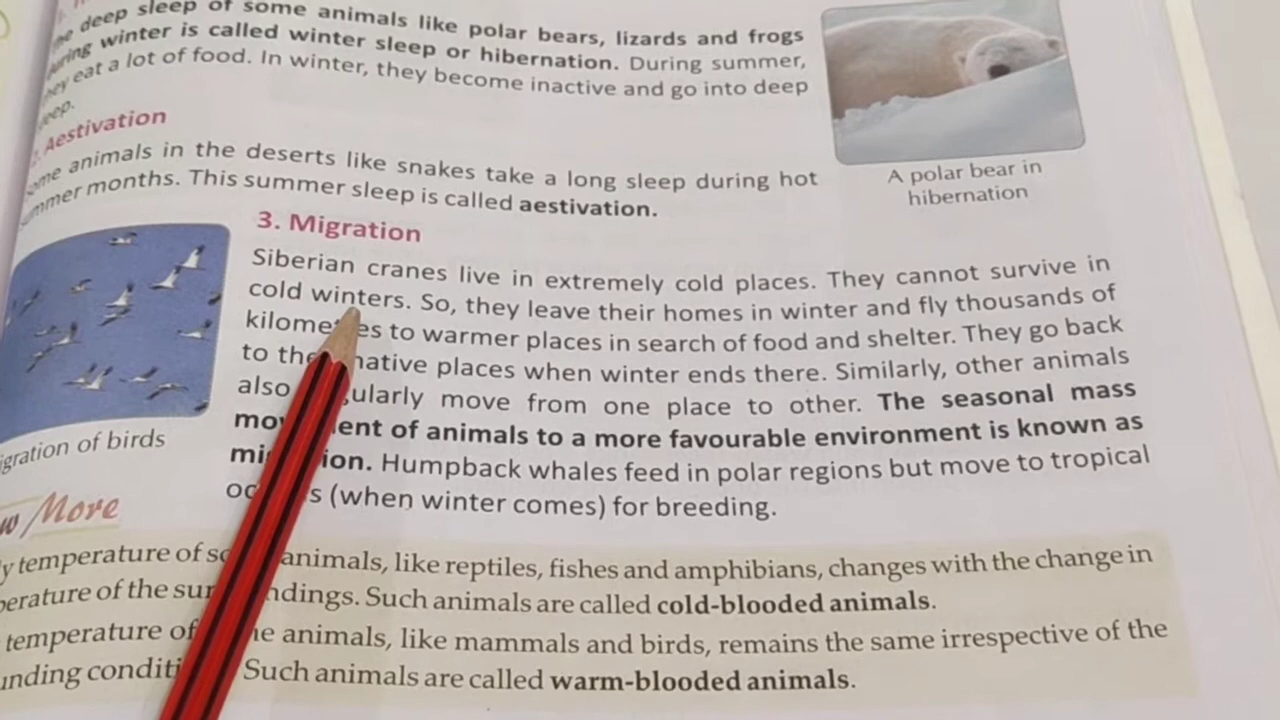 deep sleep of some animals like polar bears, lizards and frogs
winter is called winter sleep or hibernation. During summer,
eat a lot of food. In winter, they become inactive and go into deep
Aestivation
animals in the deserts like snakes take a long sleep during hot
months. This summer sleep is called aestivation.
A polar bear in
hibernation
3. Migration
Siberian cranes live in extremely cold places. They cannot survive in
cold winters. So, they leave their homes in winter and fly thousands of
to warmer places in search of food and shelter. They go back
to native places when winter ends there. Similarly, other animals
also move from one place to other. The seasonal mass
of animals to a more favourable environment is known as
Humpback whales feed in polar regions but move to tropical
(when winter comes) for breeding.
of birds
More
temperature of animals, like reptiles, fishes and amphibians, changes with the change in
of the Such animals are called cold-blooded animals.
temperature of animals, like mammals and birds, remains the same irrespective of the
Such animals are called warm-blooded animals.